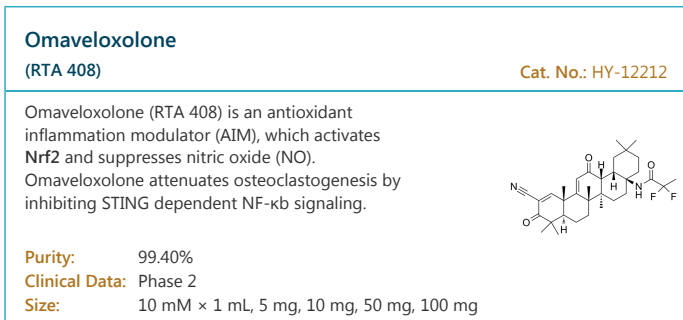 Omaveloxolone
(RTA 408)
Cat. No.: HY-12212
Omaveloxolone (RTA 408) is an antioxidant
inflammation modulator (AIM), which activates
Nrf2 and suppresses nitric oxide (NO).
Omaveloxolone attenuates osteoclastogenesis by
inhibiting STING dependent NF-κb signaling.
Purity: 99.40%
Clinical Data: Phase 2
Size: 10 mM × 1 mL, 5 mg, 10 mg, 50 mg, 100 mg
O
H
O
N
H
N
H
F
F
O
H